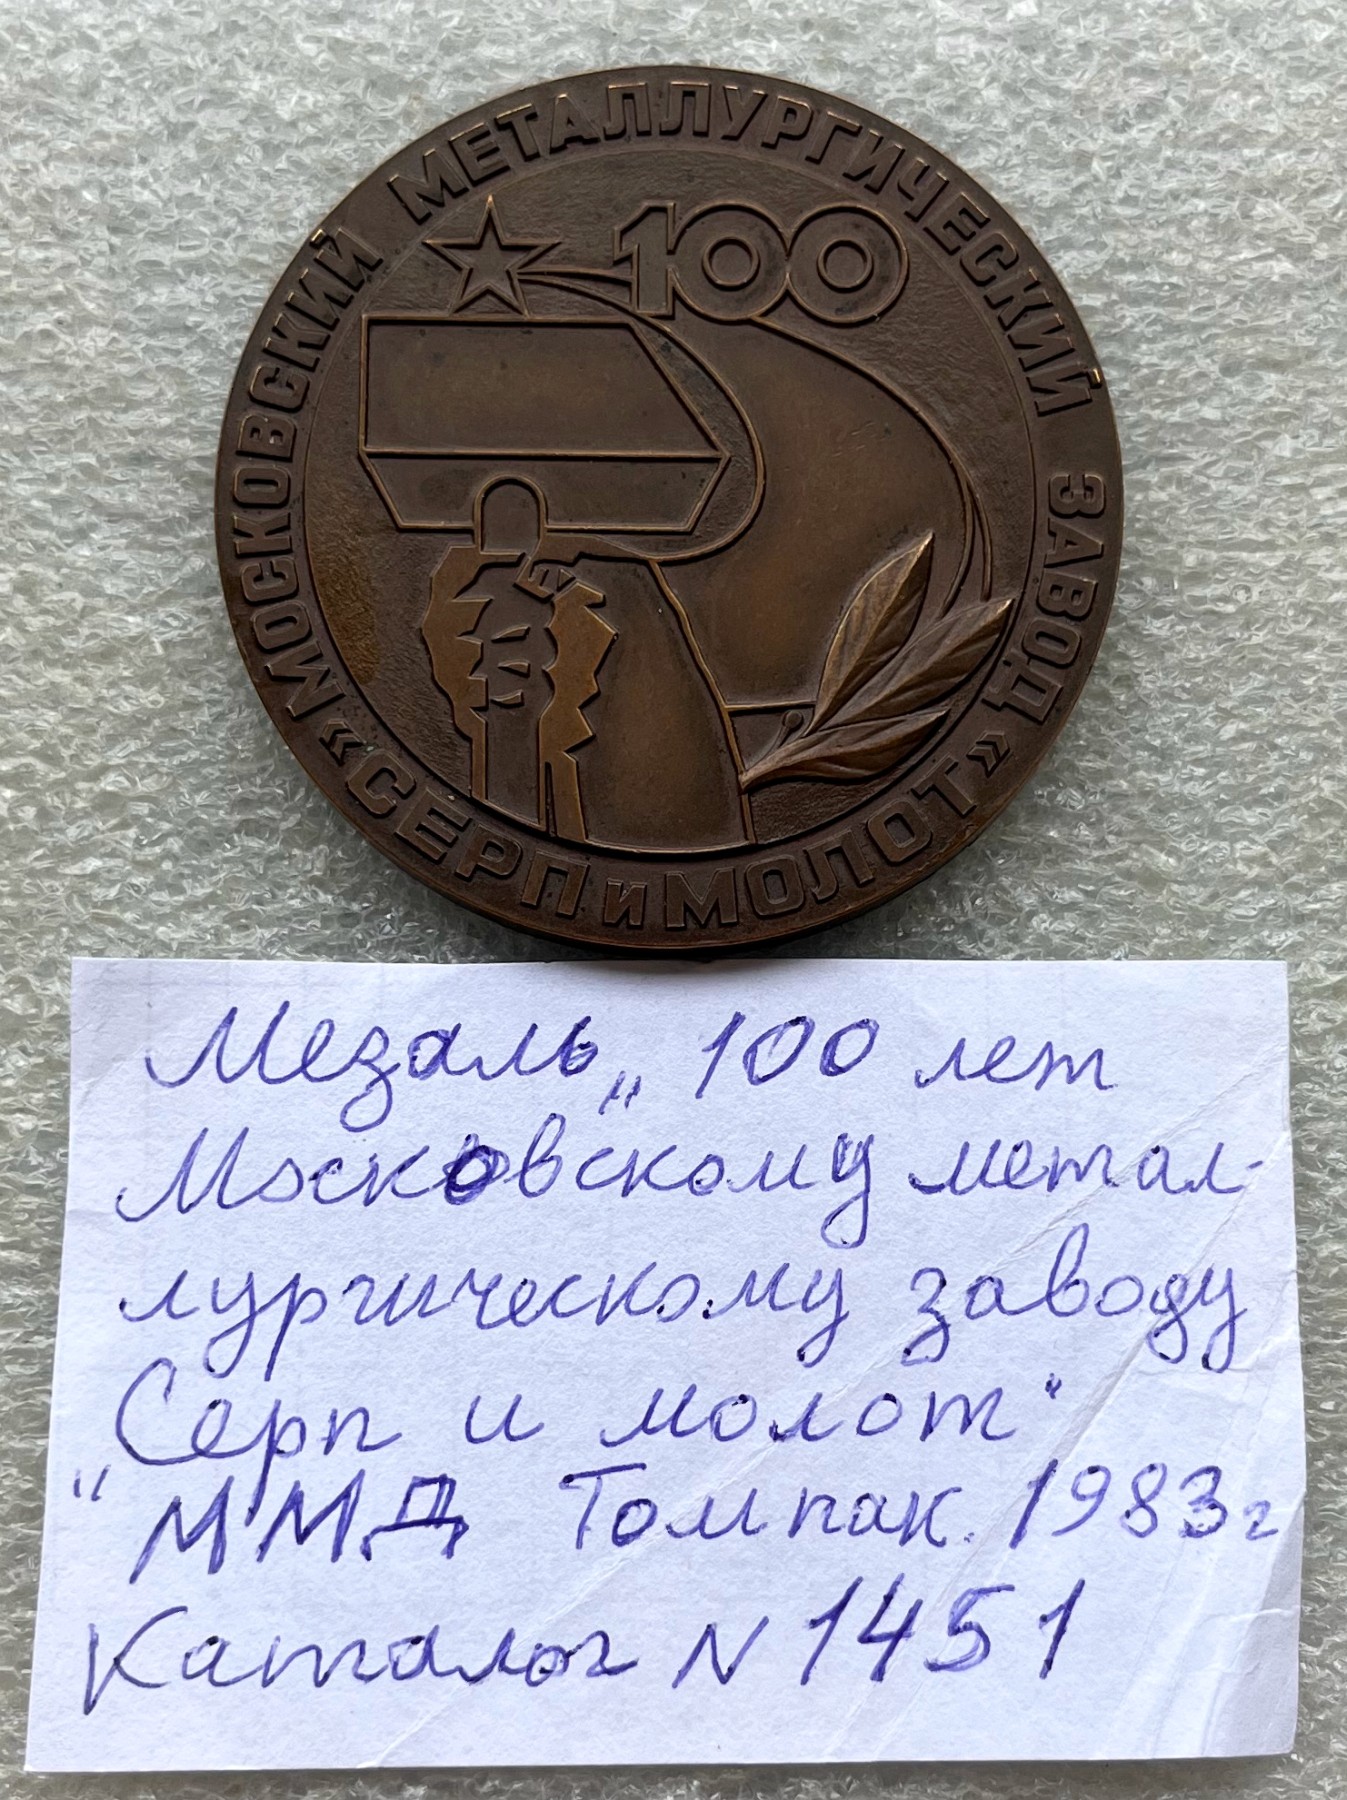 МОСКОВСКИЙ МЕТАЛЛУРГИЧЕСКИЙ ЗАВОД
«СЕРП и МОЛОТ»
100
Медаль „100 лет
Московскому метал-
лургическому заводу
Серп и молот"
"ММД Томпак. 1983г
Каталог N 1451